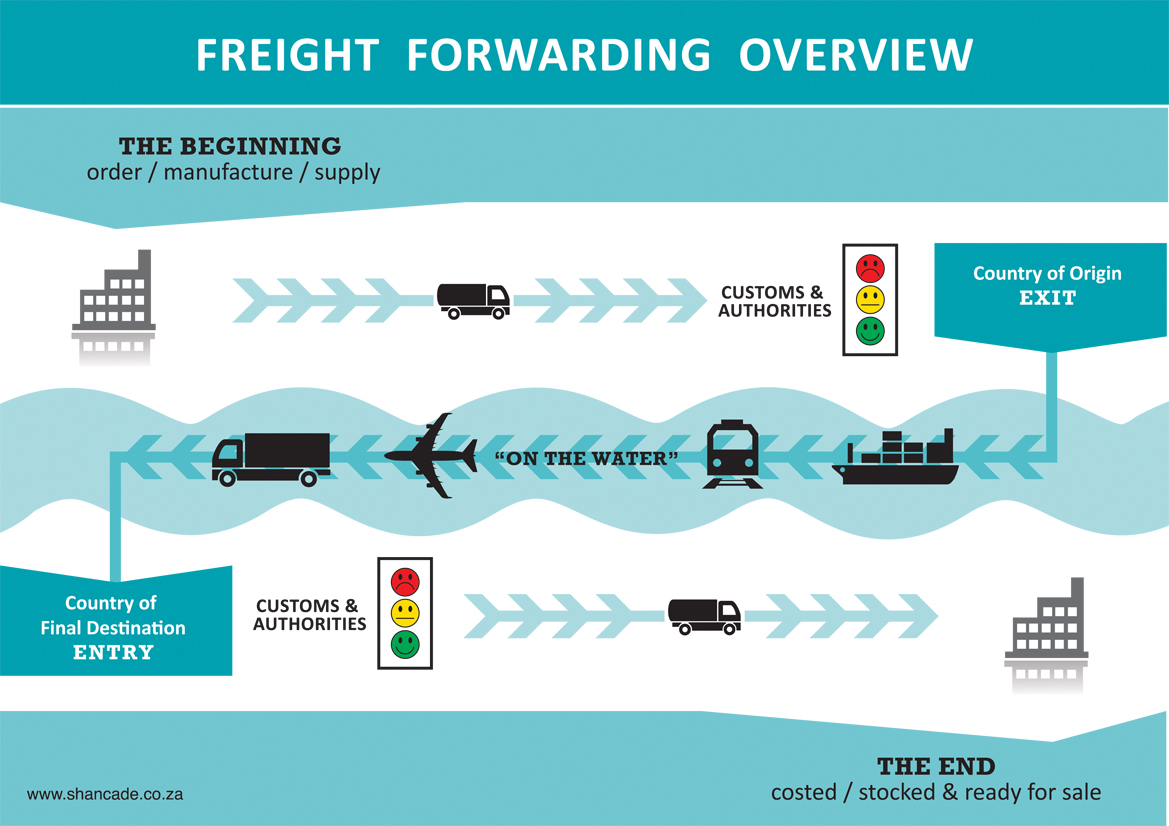 FREIGHT FORWARDING OVERVIEW
THE BEGINNING
order / manufacture / supply
CUSTOMS &
AUTHORITIES
Country of Origin
EXIT
“ON THE WATER”
Country of
Final Destination
ENTRY
CUSTOMS &
AUTHORITIES
THE END
costed / stocked & ready for sale
www.shancade.co.za